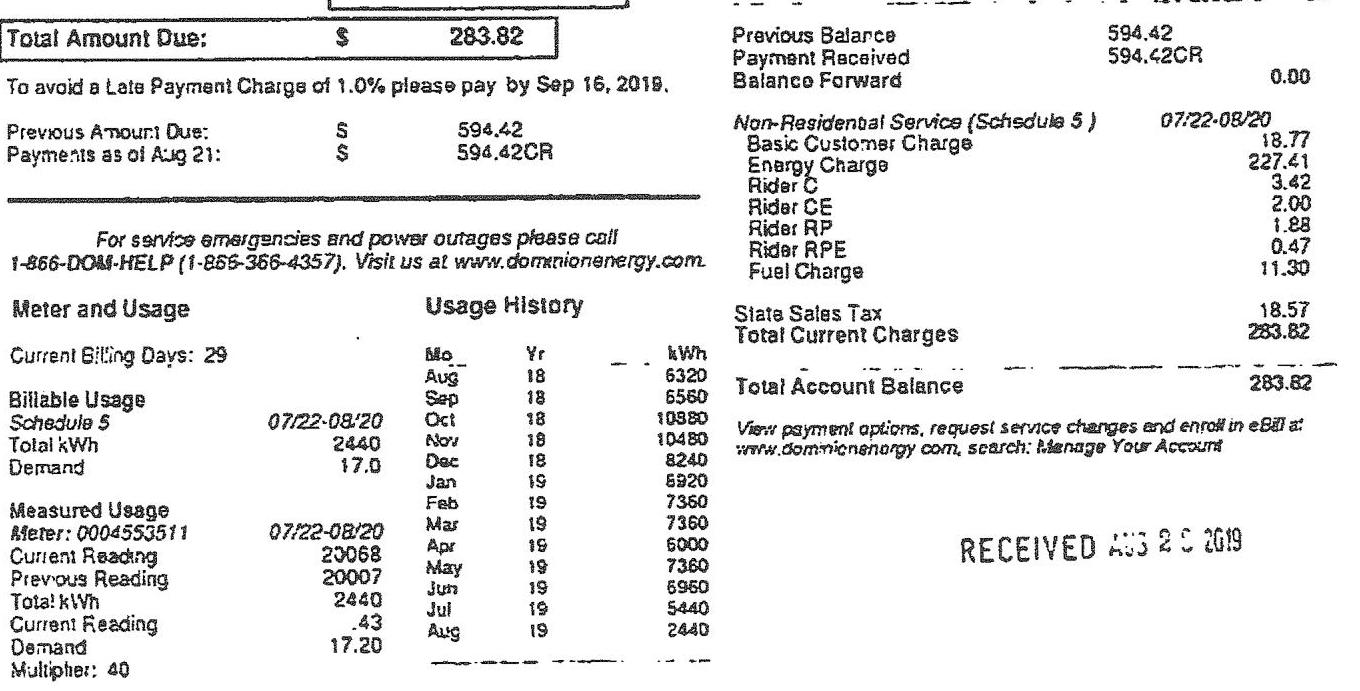 Total Amount Due: $ 283.82
To avoid a Late Payment Charge of 1.0% please pay by Sep 16, 2019.
Previous Amount Due: $ 594.42
Payments as of Aug 21: $ 594.42CR
For service emergencies and power outages please call
1-866-DOM-HELP (1-866-366-4357). Visit us at www.dominionenergy.com.
Meter and Usage
Current Billing Days: 29
Billable Usage
Schedule 5 07/22-08/20
Total kWh 2440
Demand 17.0
Measured Usage
Meter: 0004553511 07/22-08/20
Current Reading 20068
Previous Reading 20007
Total kWh 2440
Current Reading .43
Demand 17.20
Multiplier: 40
Usage History
Mo Yr kWh
Aug 18 6320
Sep 18 6560
Oct 18 10880
Nov 18 10480
Dec 18 8240
Jan 19
Feb 19 7360
Mar 19 7360
Apr 19 6000
May 19 7360
Jun 19 6960
Jul 19 5440
Aug 19 2440
Previous Balance 594.42
Payment Received 594.42CR
Balance Forward 0.00
Non-Residential Service (Schedule 5 ) 07/22-08/20
Basic Customer Charge 18.77
Energy Charge 227.41
Rider C 3.42
Rider CE 2.00
Rider RP 1.88
Rider RPE 0.47
Fuel Charge 11.30
State Sales Tax 18.57
Total Current Charges 283.82
Total Account Balance 283.82
View payment options, request service changes and enroll in eBill at
www.dominionenergy com, search: Manage Your Account
RECEIVED AUG 2 2019